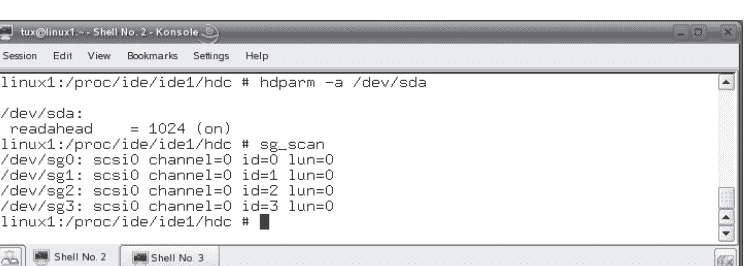 tux@linux1:~ - Shell No. 2 - Konsole
Session Edit View Bookmarks Settings Help
linux1:/proc/ide/ide1/hdc # hdparm -a /dev/sda
/dev/sda:
readahead    = 1024 (on)
linux1:/proc/ide/ide1/hdc # sg_scan
/dev/sg0: scsi0 channel=0 id=0 lun=0
/dev/sg1: scsi0 channel=0 id=1 lun=0
/dev/sg2: scsi0 channel=0 id=2 lun=0
/dev/sg3: scsi0 channel=0 id=3 lun=0
linux1:/proc/ide/ide1/hdc #
Shell No. 2 Shell No. 3